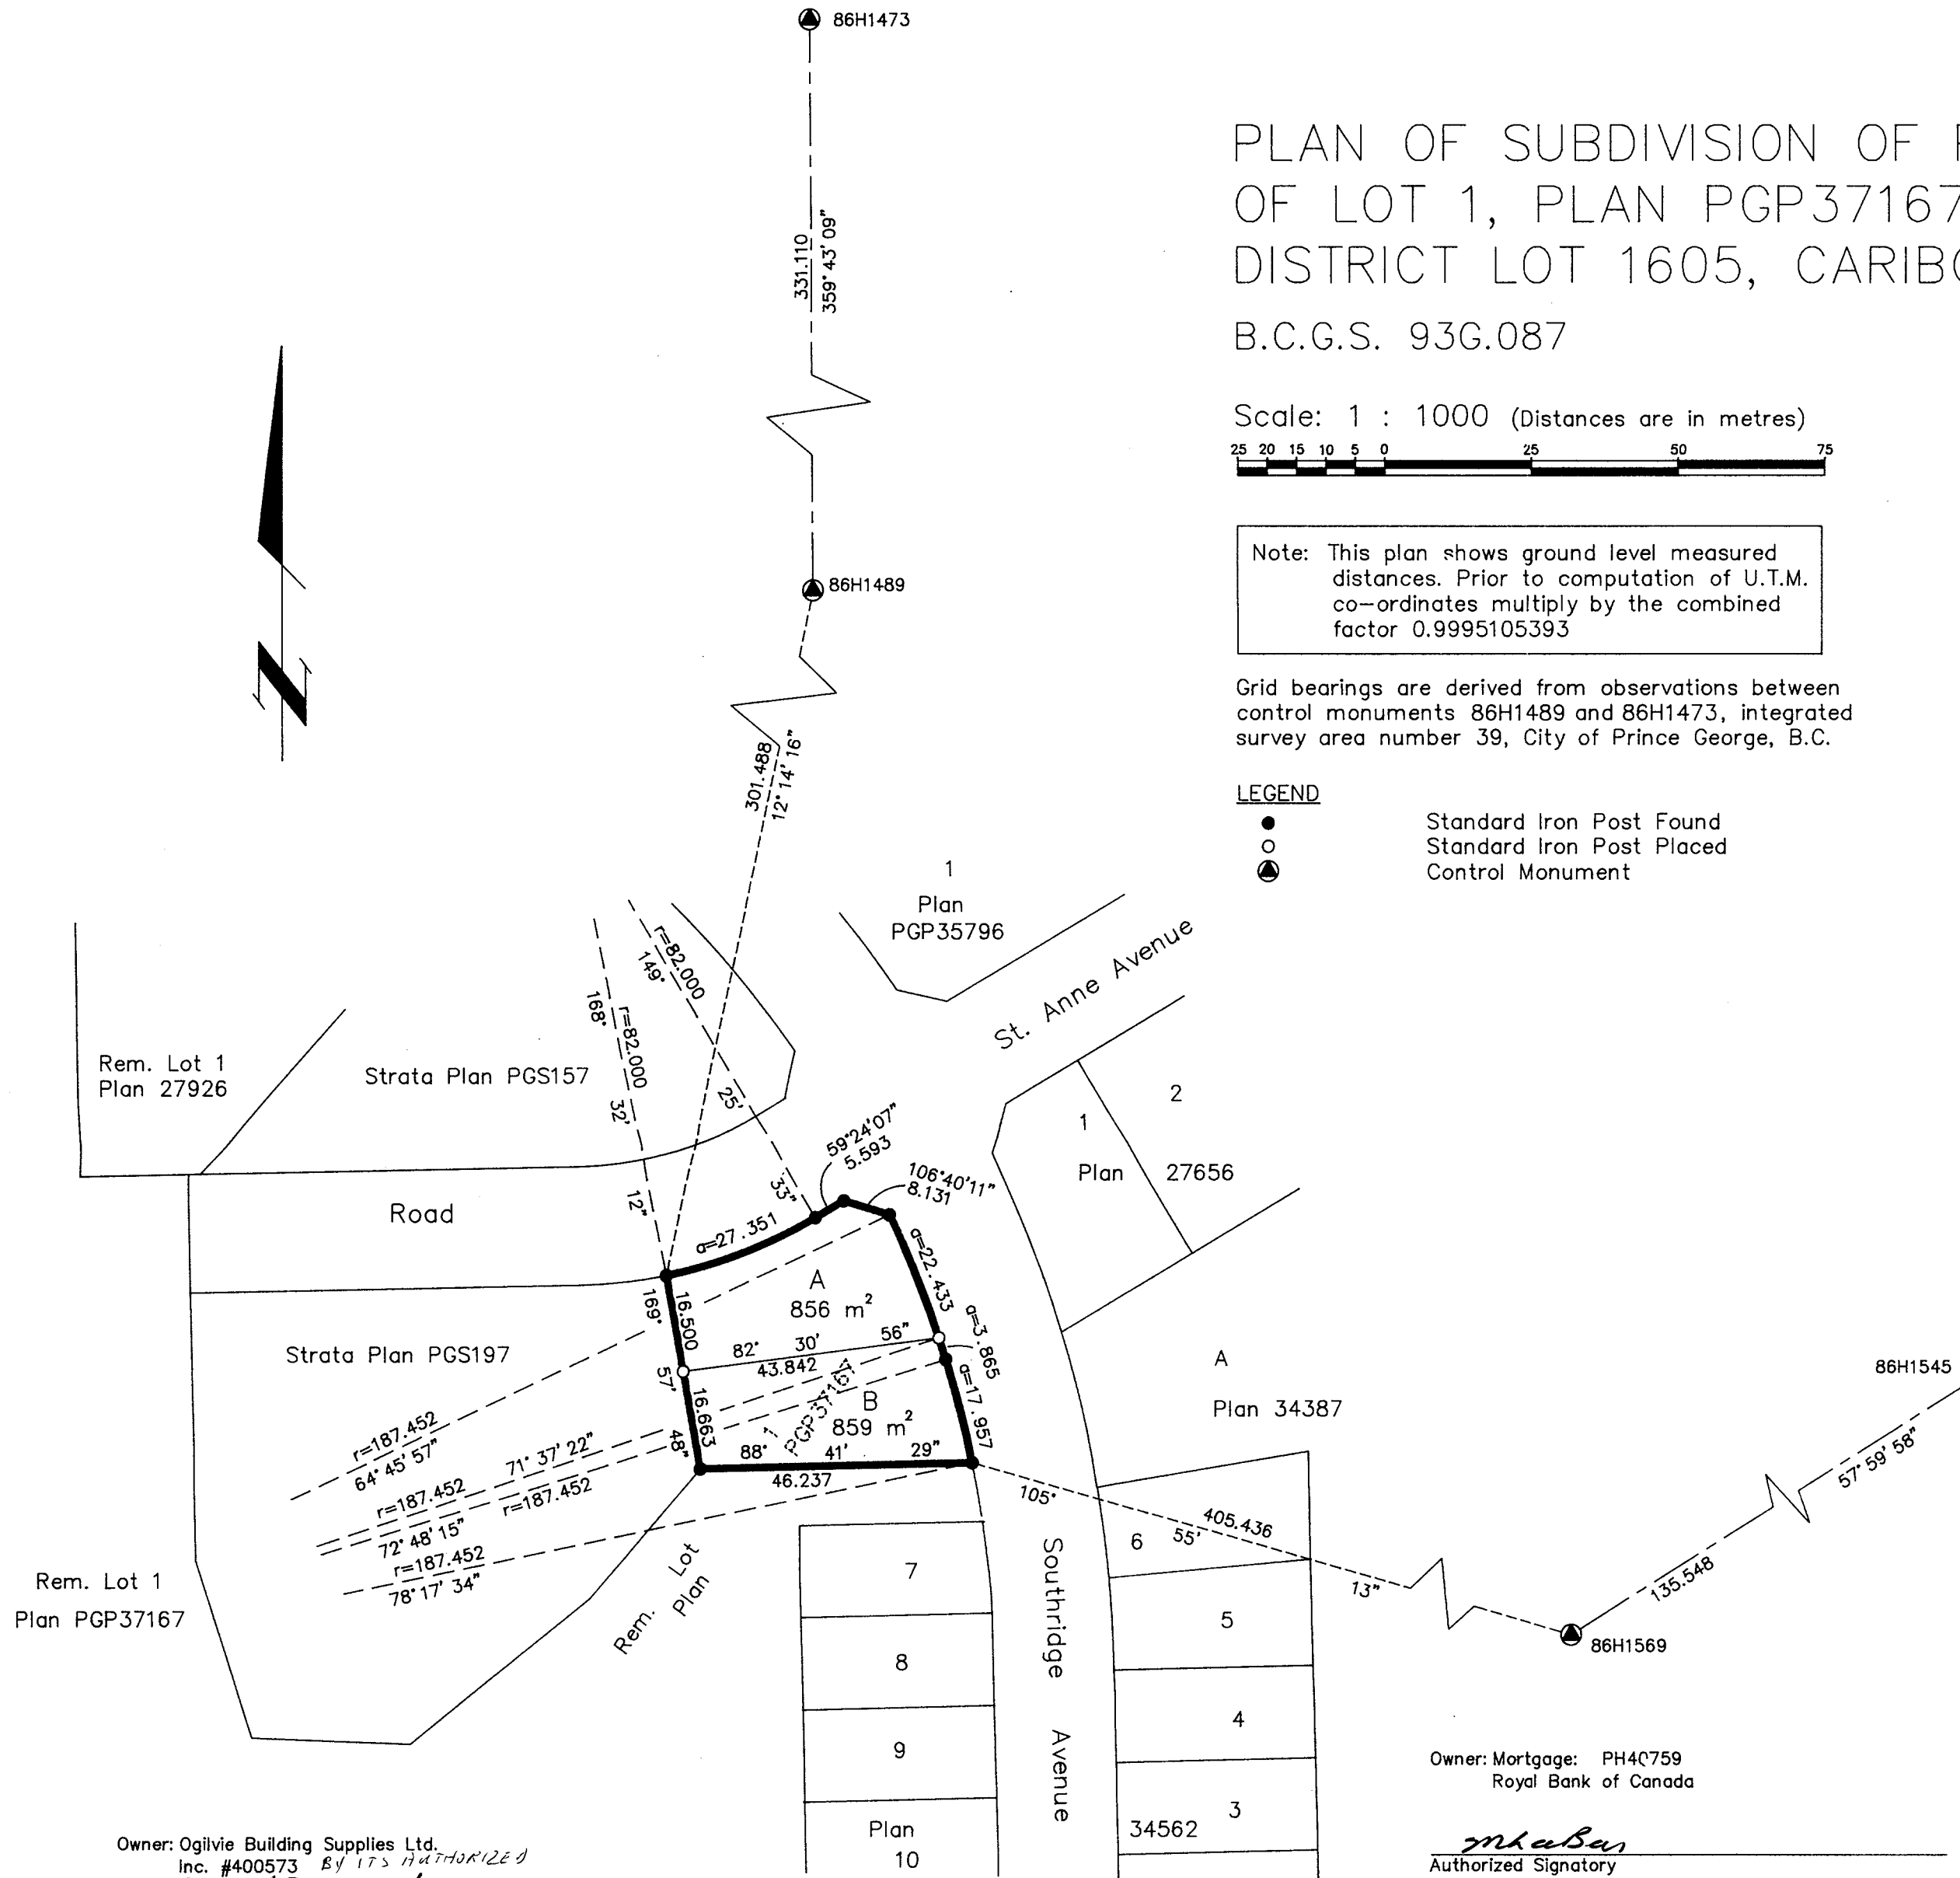 86H1473
PLAN OF SUBDIVISION OF
OF LOT 1, PLAN PGP37167
DISTRICT LOT 1605,
B.C.G.S. 93G.087
331.110
359° 43' 09"
Scale: 1 : 1000 (Distances are in metres)
25 20 15 10 5 0 25 50 75
86H1489
Note: This plan shows ground level measured
distances. Prior to computation of U.T.M.
co-ordinates multiply by the combined
factor 0.9995105393
Grid bearings are derived from observations between
control monuments 86H1489 and 86H1473, integrated
survey area number 39, City of Prince George, B.C.
N
301.488
12° 14' 16"
LEGEND
Standard Iron Post Found
Standard Iron Post Placed
Control Monument
1
Plan
PGP35796
St. Anne Avenue
r=82.000
149° 25' 33"
r=82.000
168° 32' 12"
Rem. Lot 1
Plan 27926
Strata Plan PGS157
2
1
Plan 27656
59°24'07"
5.593
106°40'11"
8.131
Road
a=27.351
a=22.433
A
856 m²
16.500
169° 57' 48"
a=3.865
82° 30' 56"
43.842
Strata Plan PGS197
A
Plan 34387
86H1545
1
PGP37167
B
859 m²
16.663
a=17.957
88° 41' 29"
46.237
r=187.452
64° 45' 57"
71° 37' 22"
r=187.452
r=187.452
72° 48' 15"
r=187.452
78° 17' 34"
57° 59' 58"
135.548
105° 55' 13"
405.436
86H1569
Rem. Lot 1
Plan PGP37167
Rem. Lot
Plan
7
8
9
Plan
10
Southridge Avenue
6
5
4
3
34562
Owner: Mortgage: PH40759
Royal Bank of Canada
Authorized Signatory
Owner: Ogilvie Building Supplies Ltd.
Inc. #400573 BY ITS AUTHORIZED